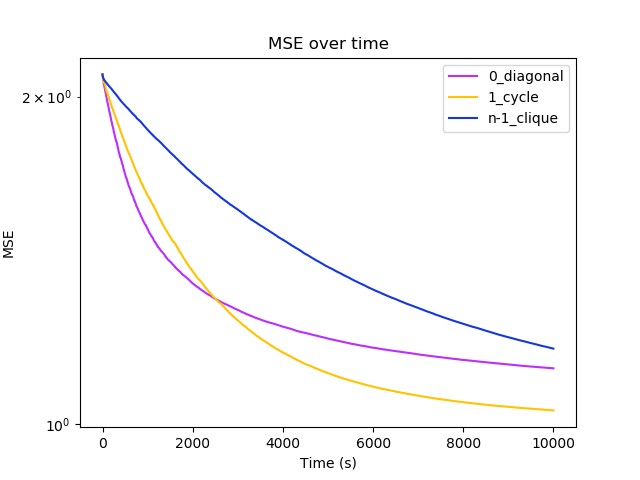 MSE over time
MSE
2 × 10⁰
10⁰
0_diagonal
1_cycle
n-1_clique
0 2000 4000 6000 8000 10000
Time (s)